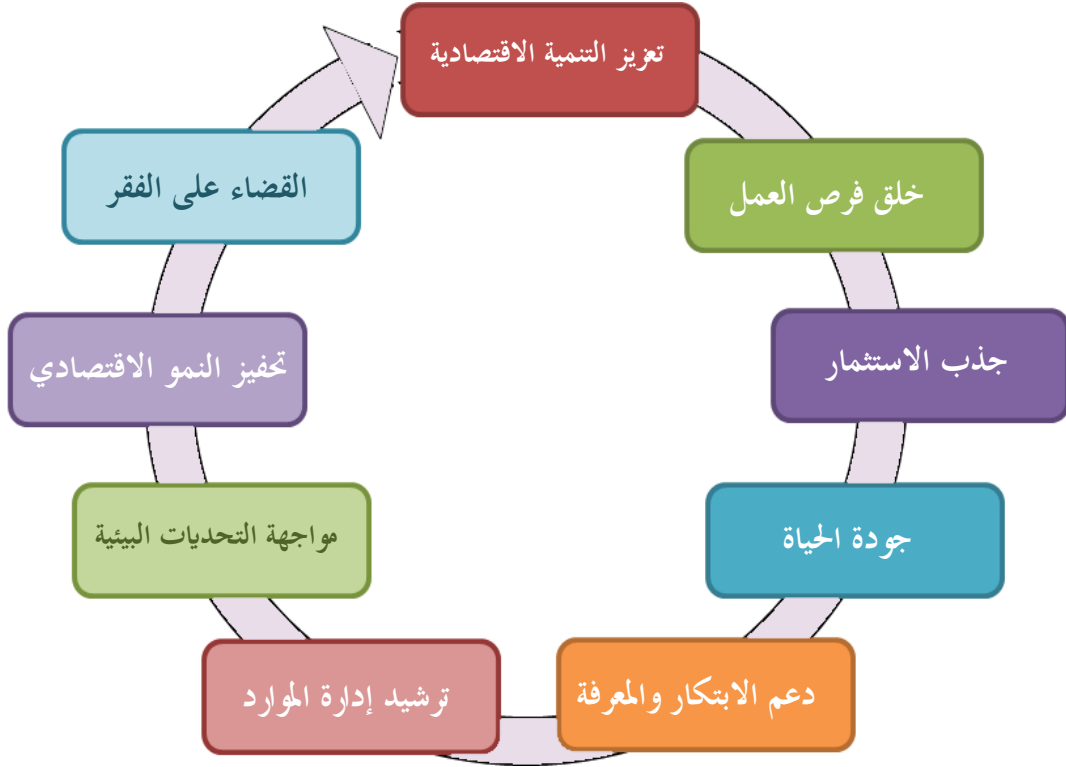 تعزيز التنمية الاقتصادية
خلق فرص العمل
جذب الاستثمار
جودة الحياة
دعم الابتكار والمعرفة
ترشيد إدارة الموارد
مواجهة التحديات البيئية
تحفيز النمو الاقتصادي
القضاء على الفقر